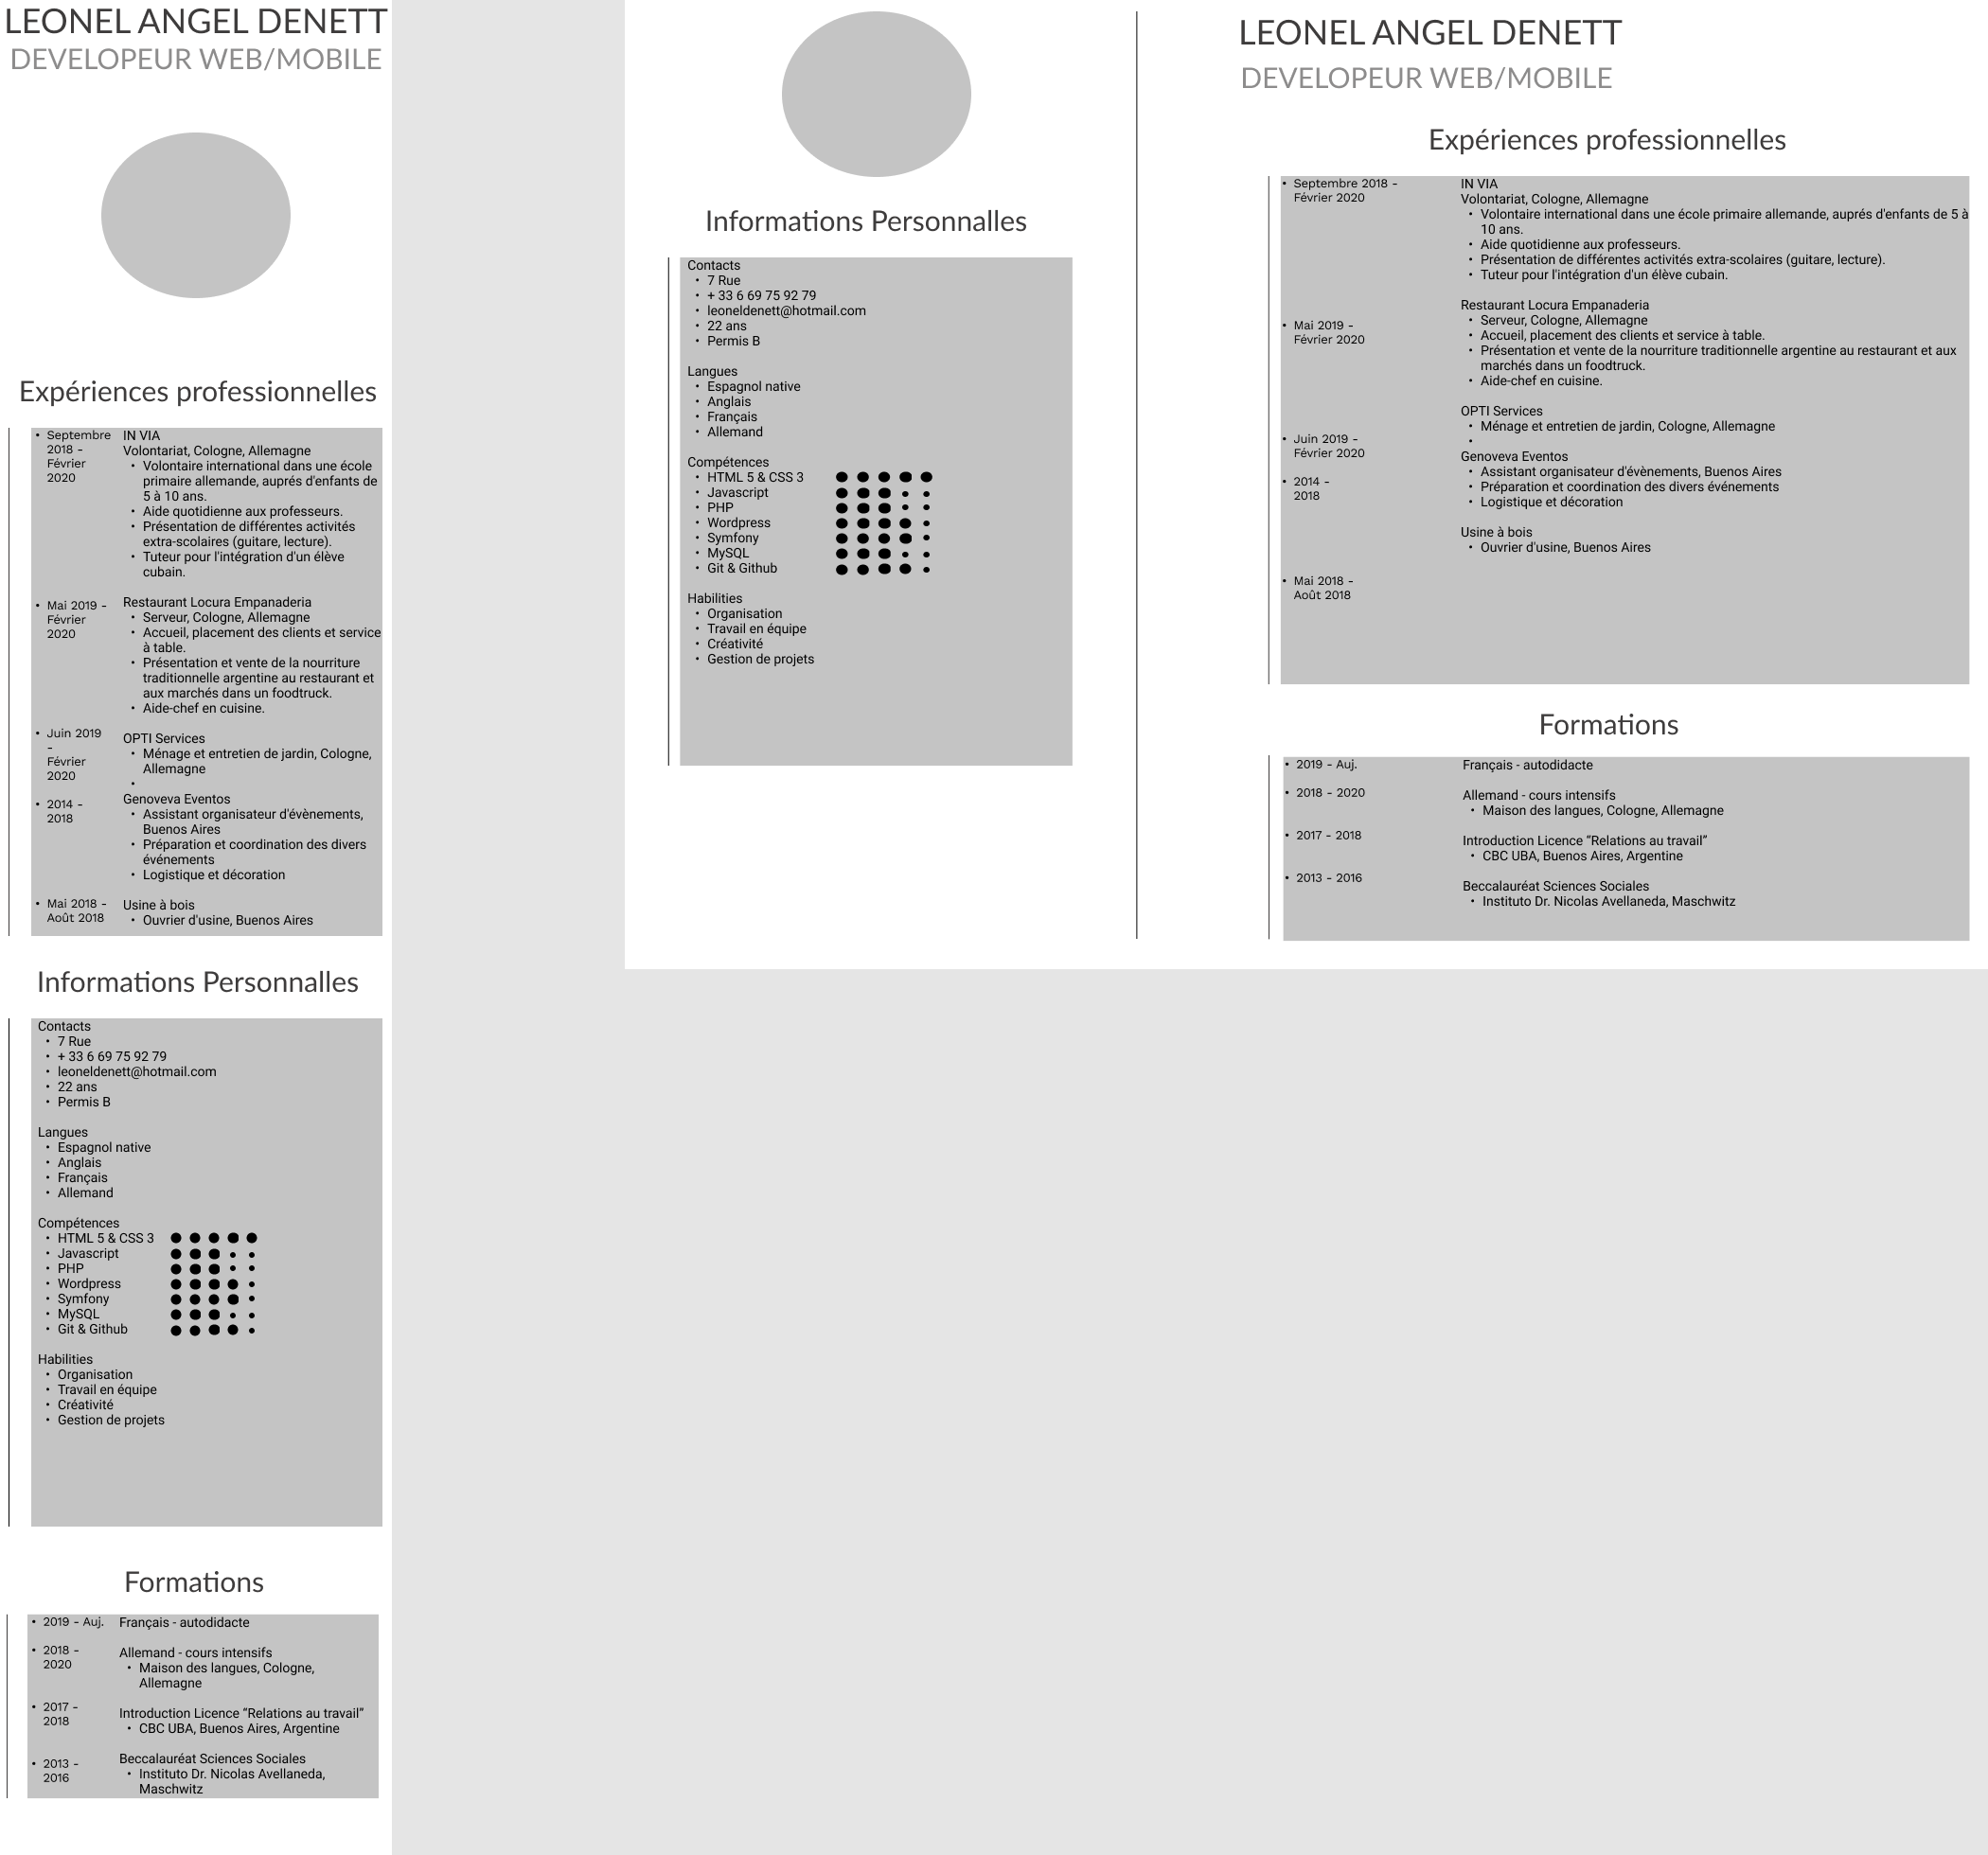 LEONEL ANGEL DENETT
DEVELOPEUR WEB/MOBILE
Expériences professionnelles
• Septembre 2018 - Février 2020
IN VIA
Volontariat, Cologne, Allemagne
• Volontaire international dans une école
primaire allemande, auprés d'enfants de
5 à 10 ans.
• Aide quotidienne aux professeurs.
• Présentation de différentes activités
extra-scolaires (guitare, lecture).
• Tuteur pour l'intégration d'un élève
cubain.
• Mai 2019 - Février 2020
Restaurant Locura Empanaderia
• Serveur, Cologne, Allemagne
• Accueil, placement des clients et service
à table.
• Présentation et vente de la nourriture
traditionnelle argentine au restaurant et
aux marchés dans un foodtruck.
• Aide-chef en cuisine.
• Juin 2019 - Février 2020
OPTI Services
• Ménage et entretien de jardin, Cologne,
Allemagne
•
• 2014 - 2018
Genoveva Eventos
• Assistant organisateur d'évènements,
Buenos Aires
• Préparation et coordination des divers
événements
• Logistique et décoration
• Mai 2018 - Août 2018
Usine à bois
• Ouvrier d'usine, Buenos Aires
Informations Personnalles
Contacts
• 7 Rue
• + 33 6 69 75 92 79
• leoneldenett@hotmail.com
• 22 ans
• Permis B
Langues
• Espagnol native
• Anglais
• Français
• Allemand
Compétences
• HTML 5 & CSS 3
• Javascript
• PHP
• Wordpress
• Symfony
• MySQL
• Git & Github
Habilities
• Organisation
• Travail en équipe
• Créativité
• Gestion de projets
Formations
• 2019 - Auj.
Français - autodidacte
• 2018 - 2020
Allemand - cours intensifs
• Maison des langues, Cologne,
Allemagne
• 2017 - 2018
Introduction Licence “Relations au travail”
• CBC UBA, Buenos Aires, Argentine
• 2013 - 2016
Beccalauréat Sciences Sociales
• Instituto Dr. Nicolas Avellaneda,
Maschwitz
Informations Personnalles
Contacts
• 7 Rue
• + 33 6 69 75 92 79
• leoneldenett@hotmail.com
• 22 ans
• Permis B
Langues
• Espagnol native
• Anglais
• Français
• Allemand
Compétences
• HTML 5 & CSS 3
• Javascript
• PHP
• Wordpress
• Symfony
• MySQL
• Git & Github
Habilities
• Organisation
• Travail en équipe
• Créativité
• Gestion de projets
LEONEL ANGEL DENETT
DEVELOPEUR WEB/MOBILE
Expériences professionnelles
• Septembre 2018 -
Février 2020
IN VIA
Volontariat, Cologne, Allemagne
• Volontaire international dans une école primaire allemande, auprés d'enfants de 5 à
10 ans.
• Aide quotidienne aux professeurs.
• Présentation de différentes activités extra-scolaires (guitare, lecture).
• Tuteur pour l'intégration d'un élève cubain.
• Mai 2019 -
Février 2020
Restaurant Locura Empanaderia
• Serveur, Cologne, Allemagne
• Accueil, placement des clients et service à table.
• Présentation et vente de la nourriture traditionnelle argentine au restaurant et aux
marchés dans un foodtruck.
• Aide-chef en cuisine.
• Juin 2019 -
Février 2020
OPTI Services
• Ménage et entretien de jardin, Cologne, Allemagne
•
• 2014 -
2018
Genoveva Eventos
• Assistant organisateur d'évènements, Buenos Aires
• Préparation et coordination des divers événements
• Logistique et décoration
• Mai 2018 -
Août 2018
Usine à bois
• Ouvrier d'usine, Buenos Aires
Formations
• 2019 - Auj.
Français - autodidacte
• 2018 - 2020
Allemand - cours intensifs
• Maison des langues, Cologne, Allemagne
• 2017 - 2018
Introduction Licence “Relations au travail”
• CBC UBA, Buenos Aires, Argentine
• 2013 - 2016
Beccalauréat Sciences Sociales
• Instituto Dr. Nicolas Avellaneda, Maschwitz